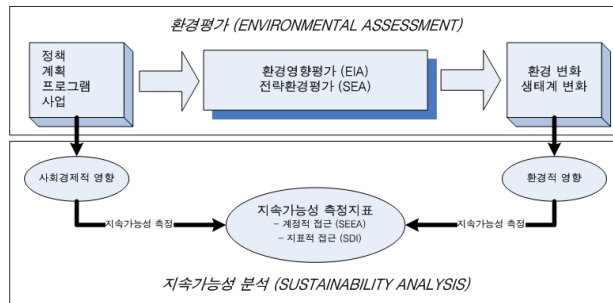 환경평가 (ENVIRONMENTAL ASSESSMENT)
정책
계획
프로그램
사업
환경영향평가 (EIA)
전략환경평가 (SEA)
환경 변화
생태계 변화
사회경제적 영향
환경적 영향
지속가능성 측정지표
– 계정적 접근 (SEEA)
– 지표적 접근 (SDI)
지속가능성 측정
지속가능성 측정
지속가능성 분석 (SUSTAINABILITY ANALYSIS)